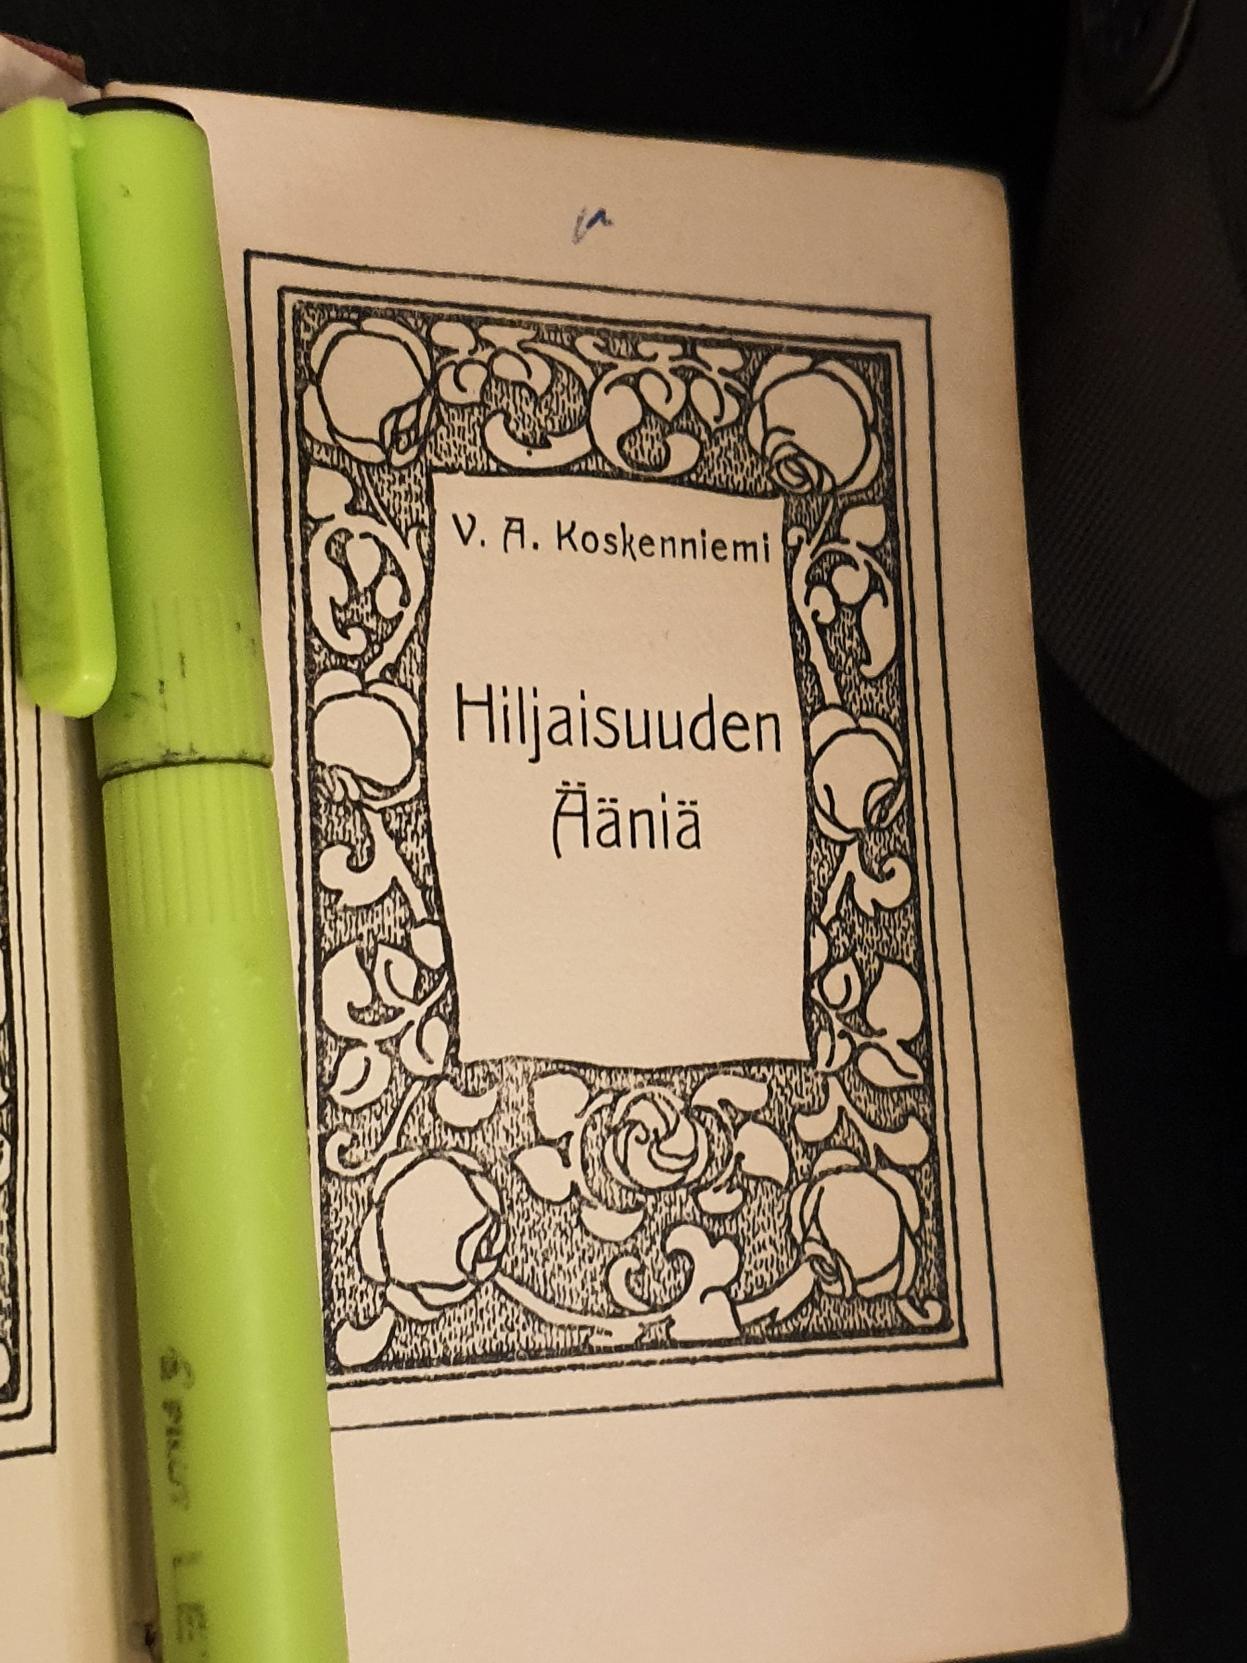 V. A. Koskenniemi
Hiljaisuuden
Ääniä